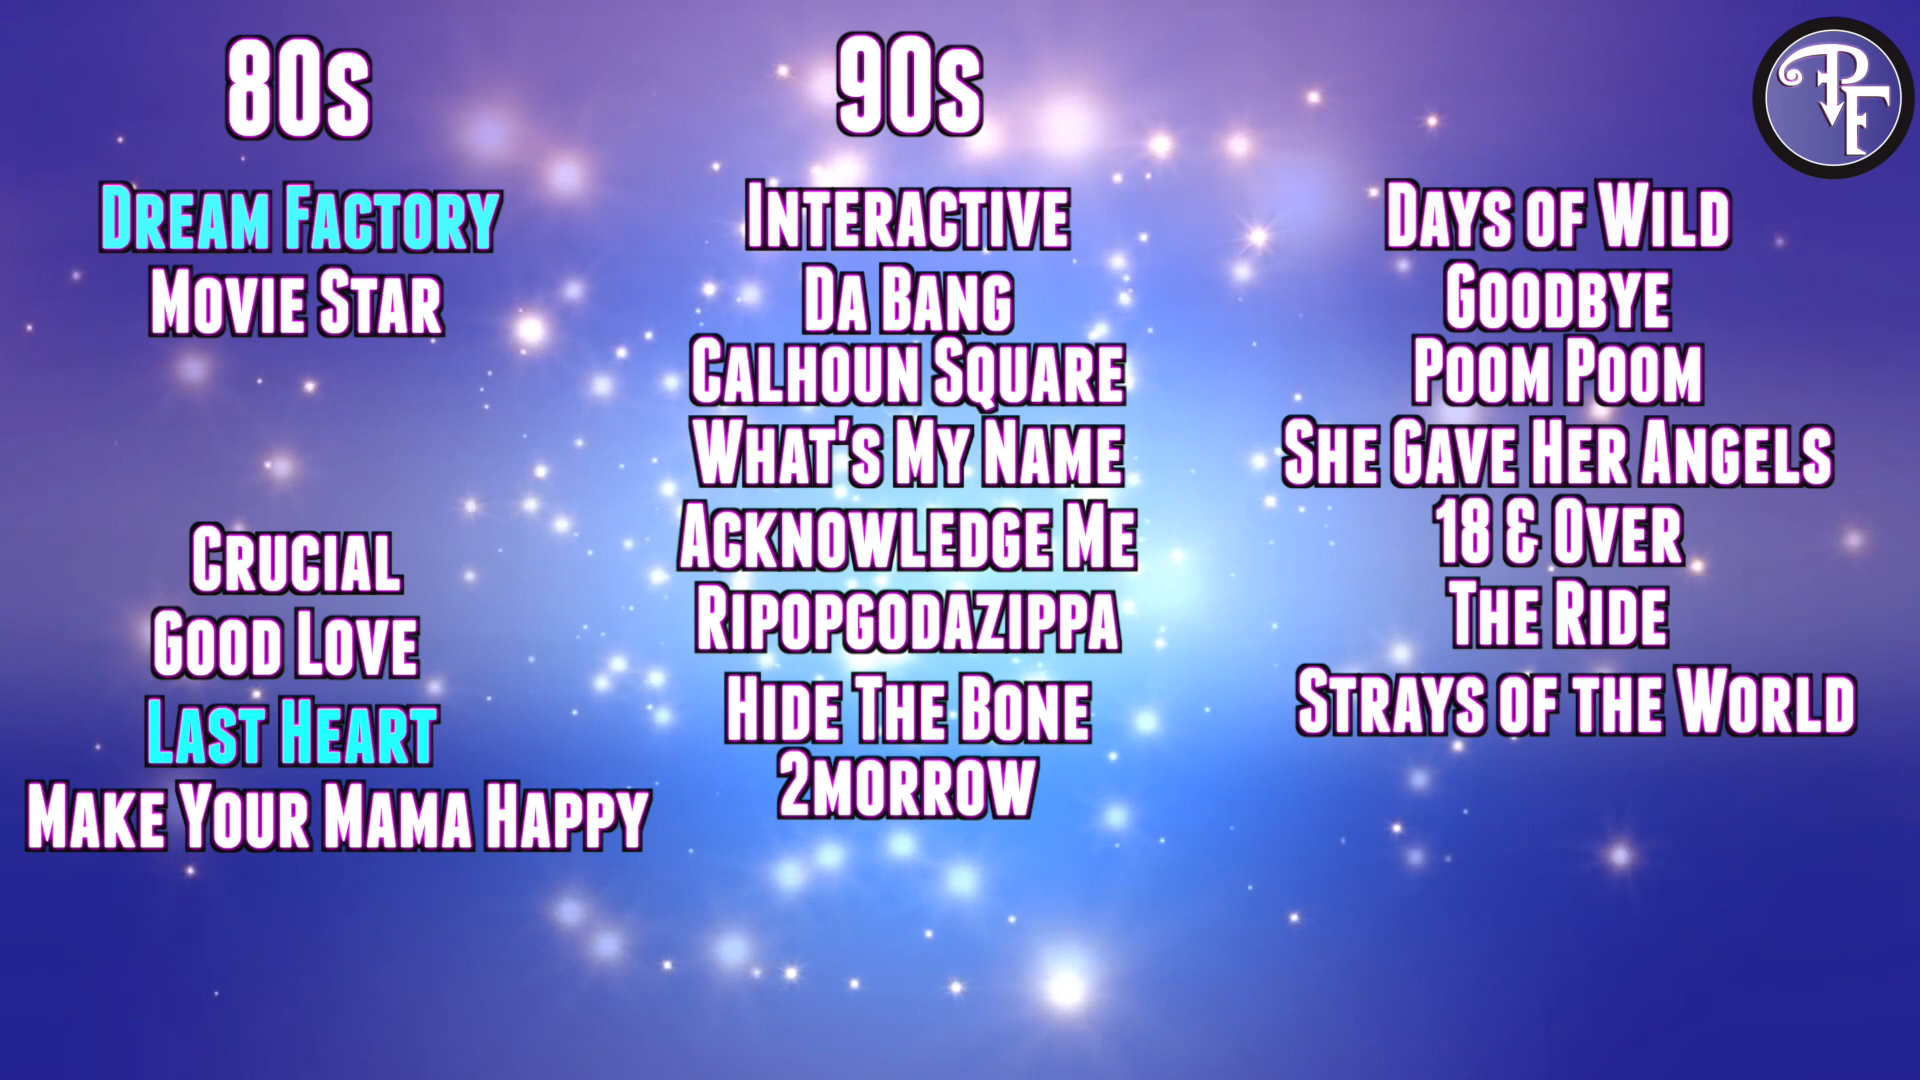 80s
Dream Factory
Movie Star
Crucial
Good Love
Last Heart
Make Your Mama Happy
90s
Interactive
Da Bang
Calhoun Square
What's My Name
Acknowledge Me
Ripopgodazippa
Hide The Bone
2morrow
Days of Wild
Goodbye
Poom Poom
She Gave Her Angels
18 & Over
The Ride
Strays of the World
PF